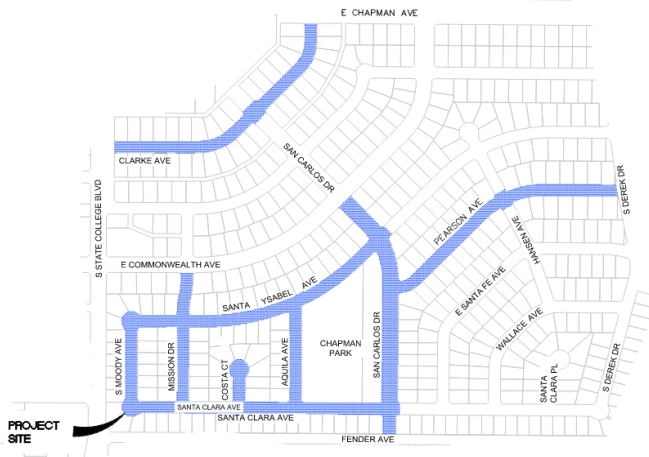 E CHAPMAN AVE
CLARKE AVE
SAN CARLOS DR
S STATE COLLEGE BLVD
PEARSON AVE
HANSEN AVE
S DEREK DR
E COMMONWEALTH AVE
SANTA YSABEL AVE
E SANTA FE AVE
WALLACE AVE
S MOODY AVE
MISSION DR
COSTA CT
AQUILA AVE
CHAPMAN
PARK
SAN CARLOS DR
SANTA
CLARA PL
S DEREK DR
SANTA CLARA AVE
SANTA CLARA AVE
FENDER AVE
PROJECT
SITE